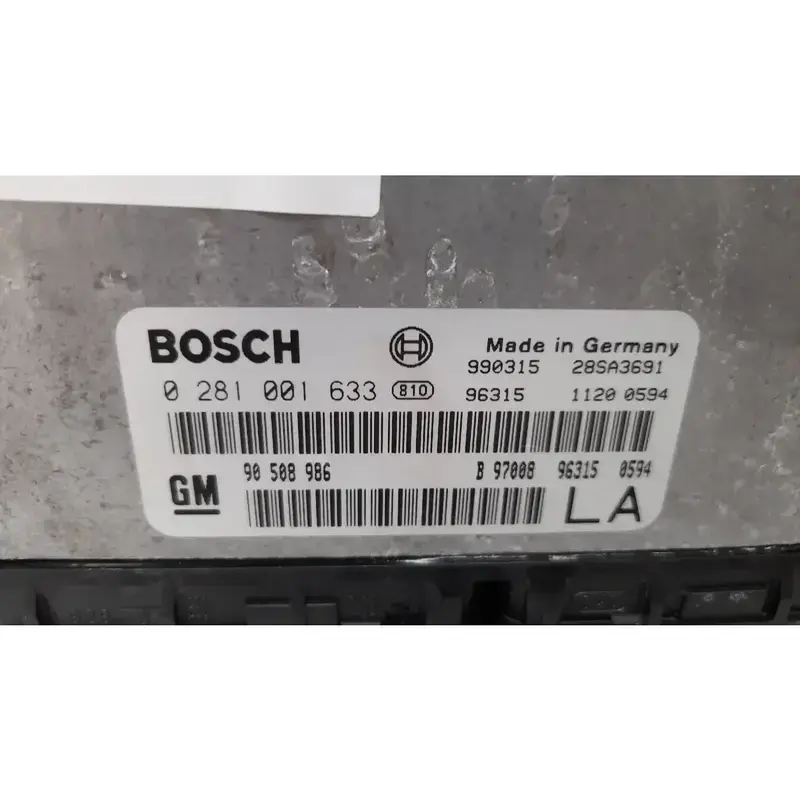 BOSCH Made in Germany
990315 28SA3691
0 281 001 633 810 96315 1120 0594
GM 90 508 986 B 97008 96315 0594
LA